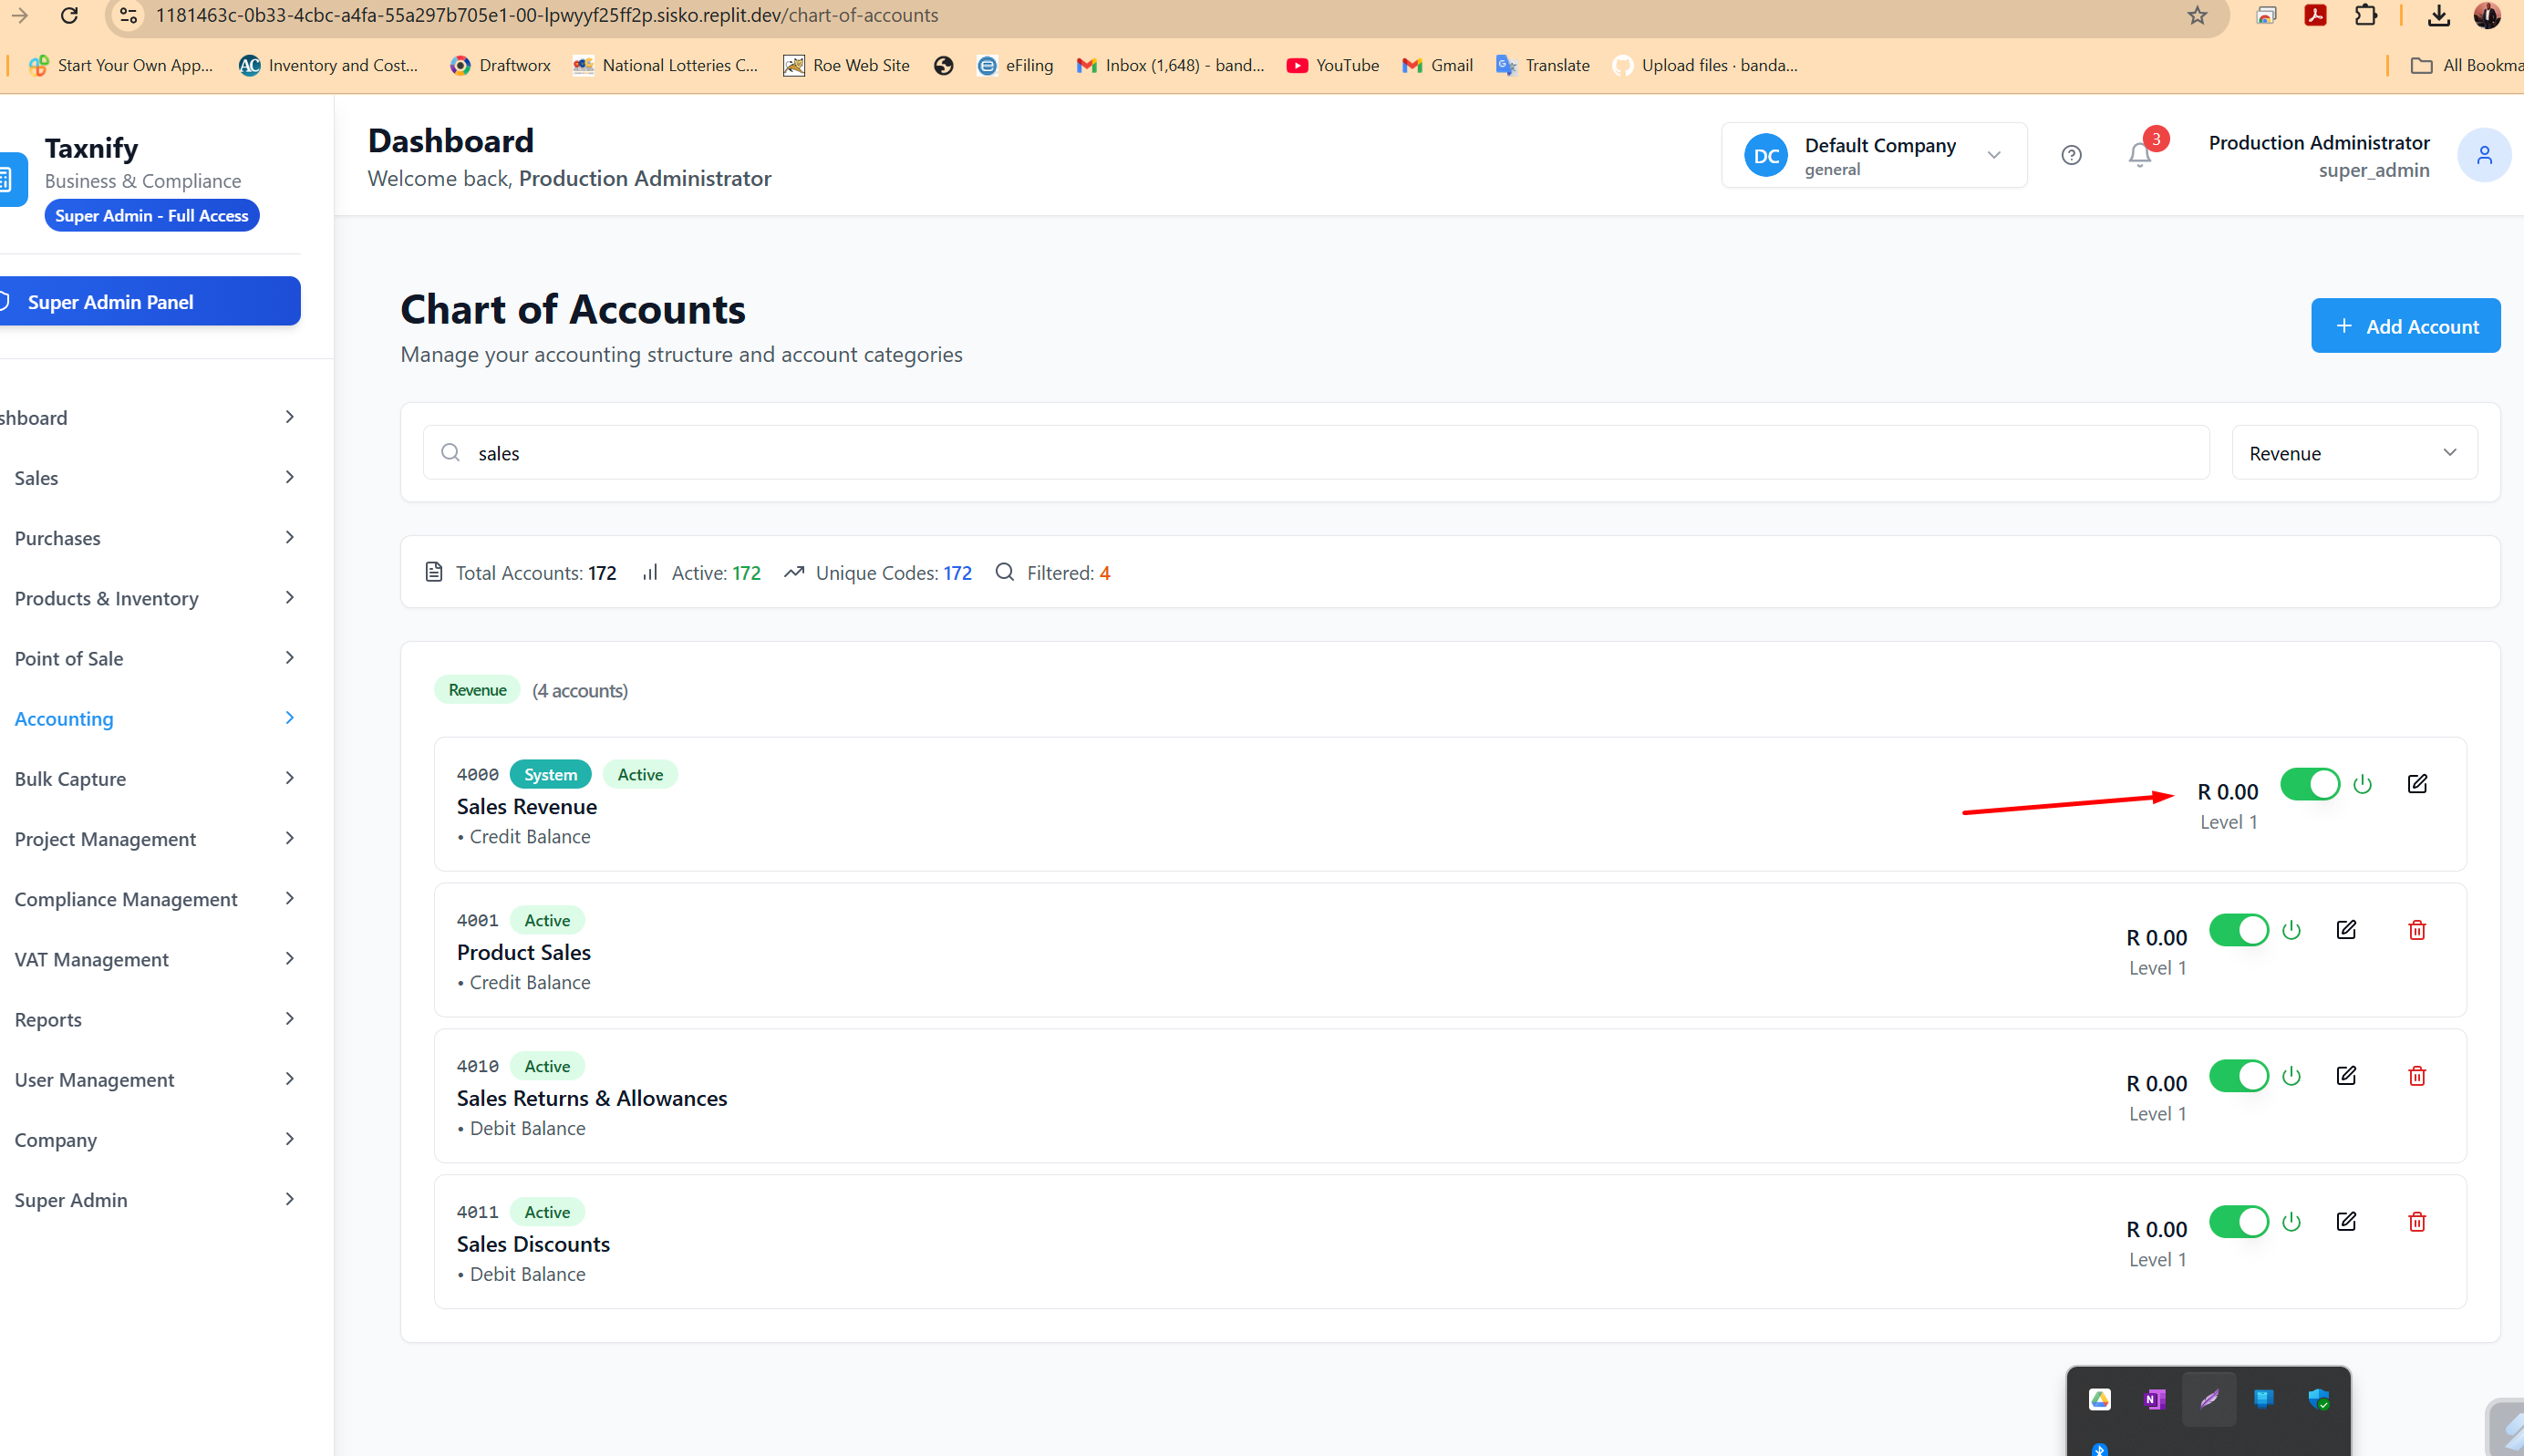 1181463c-0b33-4cbc-a4fa-55a297b705e1-00-lpwyyf25ff2p.sisko.replit.dev/chart-of-accounts
Start Your Own App... Inventory and Cost... Draftworx National Lotteries C... Roe Web Site eFiling Inbox (1,648) - band... YouTube Gmail Translate Upload files · banda... All Bookma
Taxnify
Business & Compliance
Super Admin - Full Access
Super Admin Panel
shboard
Sales
Purchases
Products & Inventory
Point of Sale
Accounting
Bulk Capture
Project Management
Compliance Management
VAT Management
Reports
User Management
Company
Super Admin
Dashboard
Welcome back, Production Administrator
DC
Default Company
general
3
Production Administrator
super_admin
Chart of Accounts
Manage your accounting structure and account categories
Add Account
sales
Revenue
Total Accounts: 172 Active: 172 Unique Codes: 172 Filtered: 4
Revenue (4 accounts)
4000 System Active
Sales Revenue
• Credit Balance
R 0.00
Level 1
4001 Active
Product Sales
• Credit Balance
R 0.00
Level 1
4010 Active
Sales Returns & Allowances
• Debit Balance
R 0.00
Level 1
4011 Active
Sales Discounts
• Debit Balance
R 0.00
Level 1